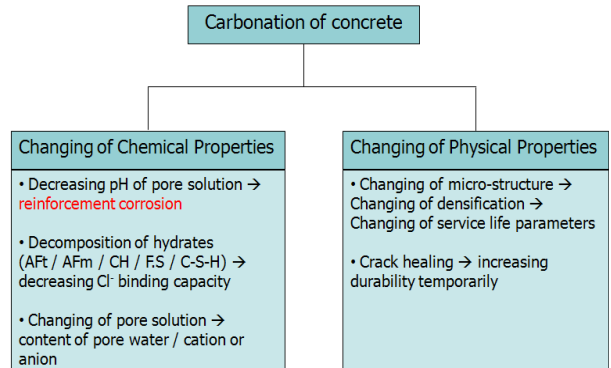 Carbonation of concrete
Changing of Chemical Properties
• Decreasing pH of pore solution →
reinforcement corrosion
• Decomposition of hydrates
(AFt / AFm / CH / F.S / C-S-H) →
decreasing Cl⁻ binding capacity
• Changing of pore solution →
content of pore water / cation or
anion
Changing of Physical Properties
• Changing of micro-structure →
Changing of densification →
Changing of service life parameters
• Crack healing → increasing
durability temporarily